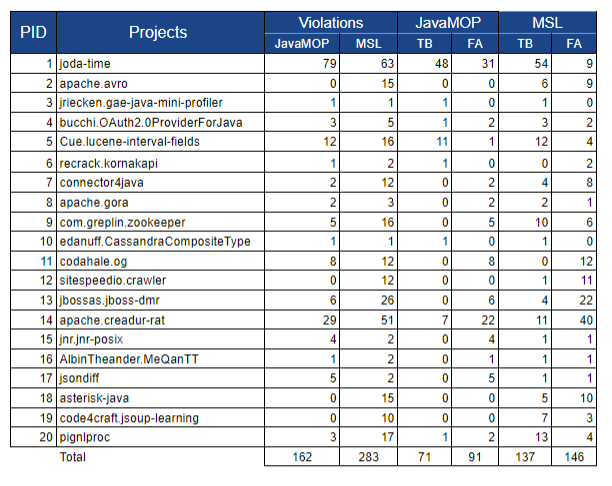 PID Projects Violations JavaMOP MSL
JavaMOP MSL TB FA TB FA
1 joda-time 79 63 48 31 54 9
2 apache.avro 0 15 0 0 6 9
3 jriecken.gae-java-mini-profiler 1 1 1 0 1 0
4 bucchi.OAuth2.0ProviderForJava 3 5 1 2 3 2
5 Cue.lucene-interval-fields 12 16 11 1 12 4
6 recrack.kornakapi 1 2 1 0 0 2
7 connector4java 2 12 0 2 4 8
8 apache.gora 2 3 0 2 2 1
9 com.greplin.zookeeper 5 16 0 5 10 6
10 edanuff.CassandraCompositeType 1 1 1 0 1 0
11 codahale.og 8 12 0 8 0 12
12 sitespeedio.crawler 0 12 0 0 1 11
13 jbossas.jboss-dmr 6 26 0 6 4 22
14 apache.creadur-rat 29 51 7 22 11 40
15 jnr.jnr-posix 4 2 0 4 1 1
16 AlbinTheander.MeQanTT 1 2 0 1 1 1
17 jsondiff 5 2 0 5 1 1
18 asterisk-java 0 15 0 0 5 10
19 code4craft.jsoup-learning 0 10 0 0 7 3
20 pignlproc 3 17 1 2 13 4
Total 162 283 71 91 137 146